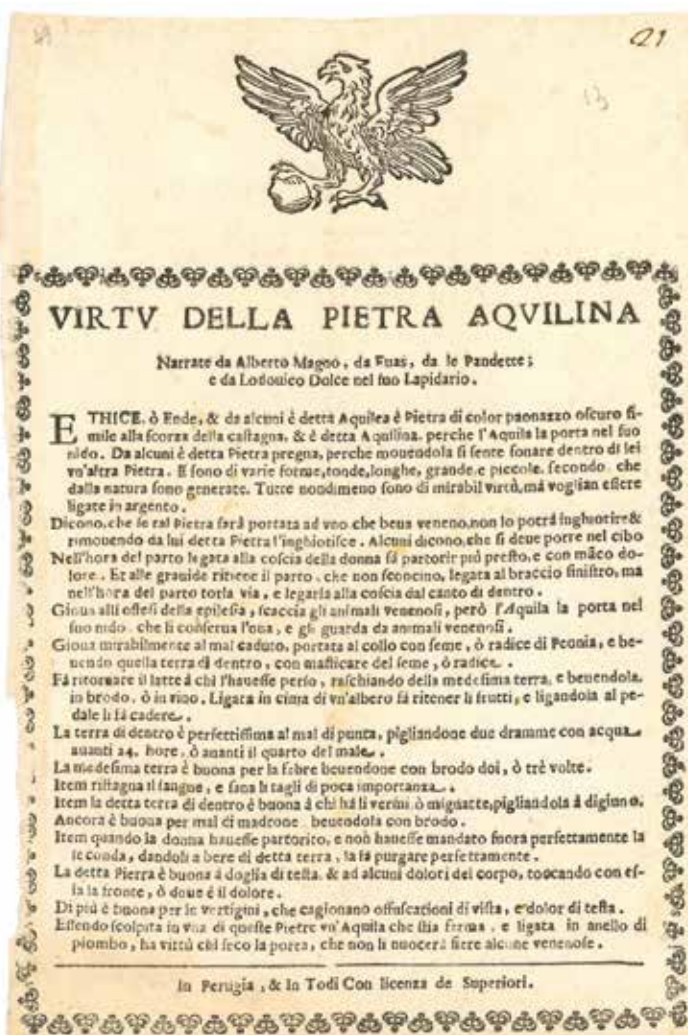 21
13
VIRTV DELLA PIETRA AQVILINA
Narrate da Alberto Magno, da Euas, da le Pandette;
e da Lodouico Dolce nel suo Lapidario.
ETHICE, ò Ende, & da alcuni è detta Aquilea è Pietra di color paonazzo oscuro si-
mile alla scorza della castagna, & è detta Aquilina, perche l'Aquila la porta nel suo
nido. Da alcuni è detta Pietra pregna, perche mouendola si sente sonare dentro di lei
vn'altra Pietra. E sono di varie forme, tonde, longhe, grande e piccole, secondo che
dalla natura sono generate. Tutte nondimeno sono di mirabil virtù, mà voglian essere
ligate in argento.
Dicono, che se tal Pietra sarà portata ad vno che beua veneno, non lo potrà inghiotire &
rimouendo da lui detta Pietra l'inghiotisce. Alcuni dicono, che si deue porre nel cibo
Nell'hora del parto legata alla coscia della donna fà partorir più presto, e con mãco do-
lore. Et alle grauide ritiene il parto, che non sconcino, legata al braccio sinistro, ma
nell'hora del parto torla via, e legarla alla coscia dal canto di dentro.
Gioua alli offesi della epilesia, scaccia gli animali venenosi, però l'Aquila la porta nel
suo nido, che li conserua l'oua, e gli guarda da animali venenosi.
Gioua mirabilmente al mal caduto, portata al collo con seme, ò radice di Peonia, e be-
uendo quella terra di dentro, con masticare del seme, ò radice.
Fà ritornare il latte à chi l'hauesse perso, raschiando della medesima terra, e beuendola
in brodo, ò in vino. Ligata in cima di vn'albero fà ritener li frutti, e ligandola al pe-
dale li fà cadere.
La terra di dentro è perfettissima al mal di punta, pigliandone due dramme con acqua
auanti 24. hore, ò auanti il quarto del male.
La medesima terra è buona per la febre beuendone con brodo doi, ò trè volte.
Item ristagna il sangue, e sana li tagli di poca importanza.
Item la detta terra di dentro è buona à chi hà li vermi ò mignatte, pigliandola à digiuno.
Ancora è buona per mal di madrone beuendola con brodo.
Item quando la donna hauesse partorito, e non hauesse mandato fuora perfettamente la
seconda, dandoli a bere di detta terra, la fà purgare perfettamente.
La detta Pietra è buona à doglia di testa, & ad alcuni dolori del corpo, toccando con es-
sa la fronte, ò doue è il dolore.
Di più è buona per le vertigini, che cagionano offuscationi di vista, e dolor di testa.
Essendo scolpita in vna di queste Pietre vn'Aquila che stia ferma, e ligata in anello di
piombo, ha virtù chi seco la porta, che non li nuocerà fiere alcune venenose.
In Perugia, & In Todi Con licenza de Superiori.